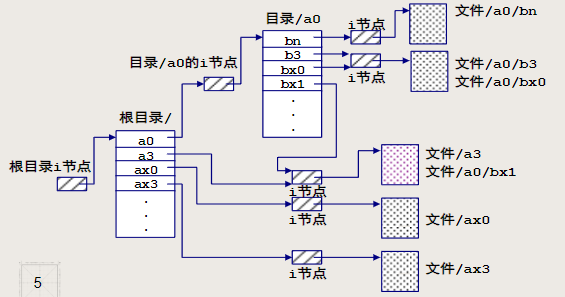 目录/a0
i节点
文件/a0/bn
bn
目录/a0的i节点
b3
文件/a0/b3
bx0
i节点
文件/a0/bx0
bx1
.
.
.
根目录/
a0
根目录i节点
a3
文件/a3
ax0
文件/a0/bx1
ax3
i节点
.
.
.
i节点
文件/ax0
i节点
文件/ax3
5